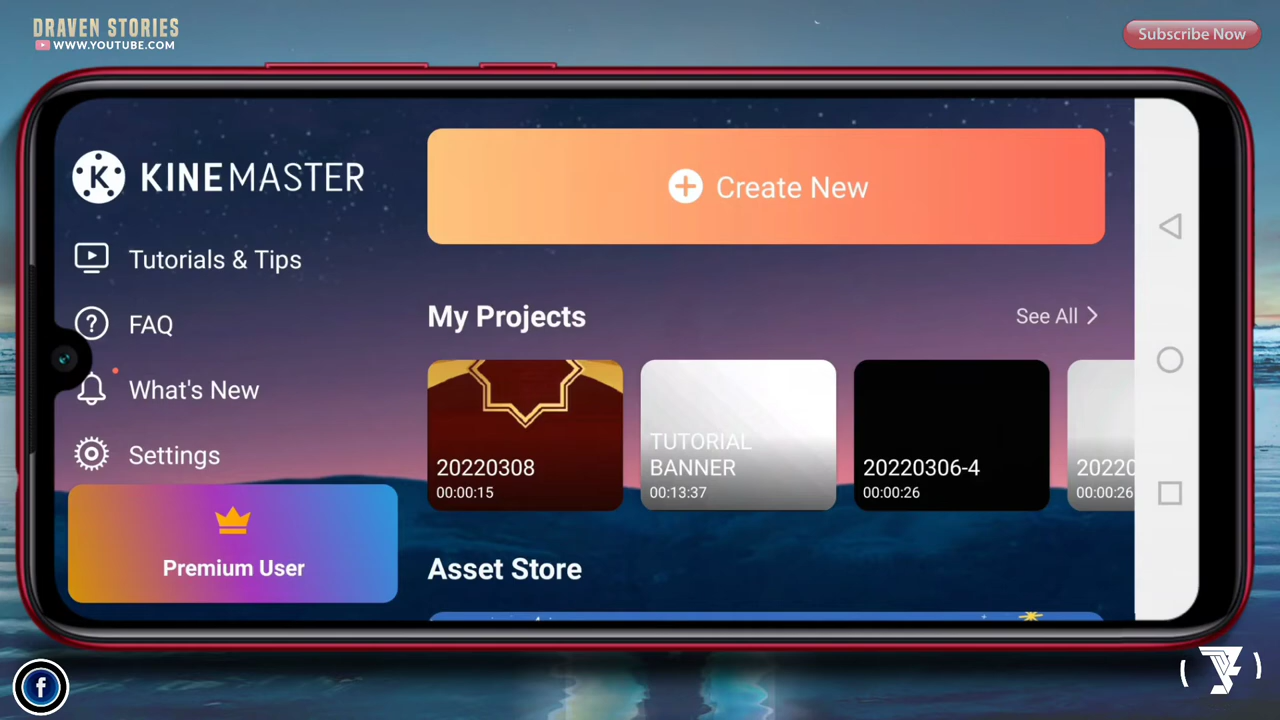 DRAVEN STORIES
WWW.YOUTUBE.COM
Subscribe Now
KINEMASTER
Tutorials & Tips
FAQ
What's New
Settings
Premium User
Create New
My Projects
See All
20220308
00:00:15
TUTORIAL
BANNER
00:13:37
20220306-4
00:00:26
20220
00:00:26
Asset Store